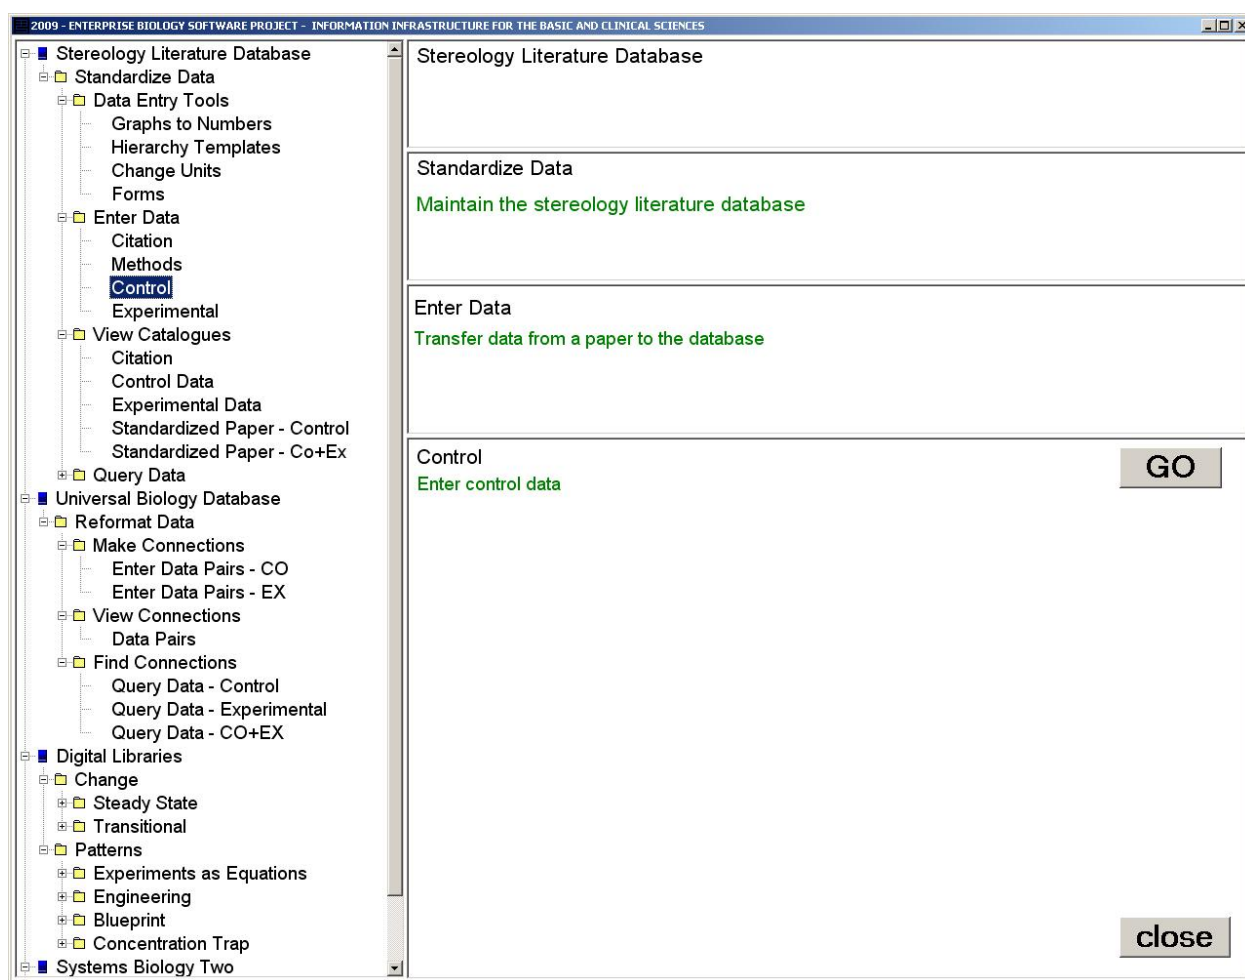 2009 - ENTERPRISE BIOLOGY SOFTWARE PROJECT - INFORMATION INFRASTRUCTURE FOR THE BASIC AND CLINICAL SCIENCES
Stereology Literature Database
Standardize Data
Data Entry Tools
Graphs to Numbers
Hierarchy Templates
Change Units
Forms
Enter Data
Citation
Methods
Control
Experimental
View Catalogues
Citation
Control Data
Experimental Data
Standardized Paper - Control
Standardized Paper - Co+Ex
Query Data
Universal Biology Database
Reformat Data
Make Connections
Enter Data Pairs - CO
Enter Data Pairs - EX
View Connections
Data Pairs
Find Connections
Query Data - Control
Query Data - Experimental
Query Data - CO+EX
Digital Libraries
Change
Steady State
Transitional
Patterns
Experiments as Equations
Engineering
Blueprint
Concentration Trap
Systems Biology Two
Stereology Literature Database
Standardize Data
Maintain the stereology literature database
Enter Data
Transfer data from a paper to the database
Control
Enter control data
GO
close